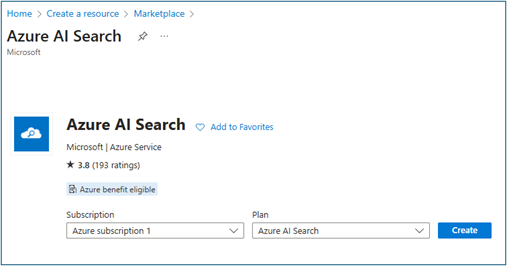 Home > Create a resource > Marketplace >
Azure AI Search ...
Microsoft
Azure AI Search Add to Favorites
Microsoft | Azure Service
★ 3.8 (193 ratings)
Azure benefit eligible
Subscription Plan
Azure subscription 1 Azure AI Search Create